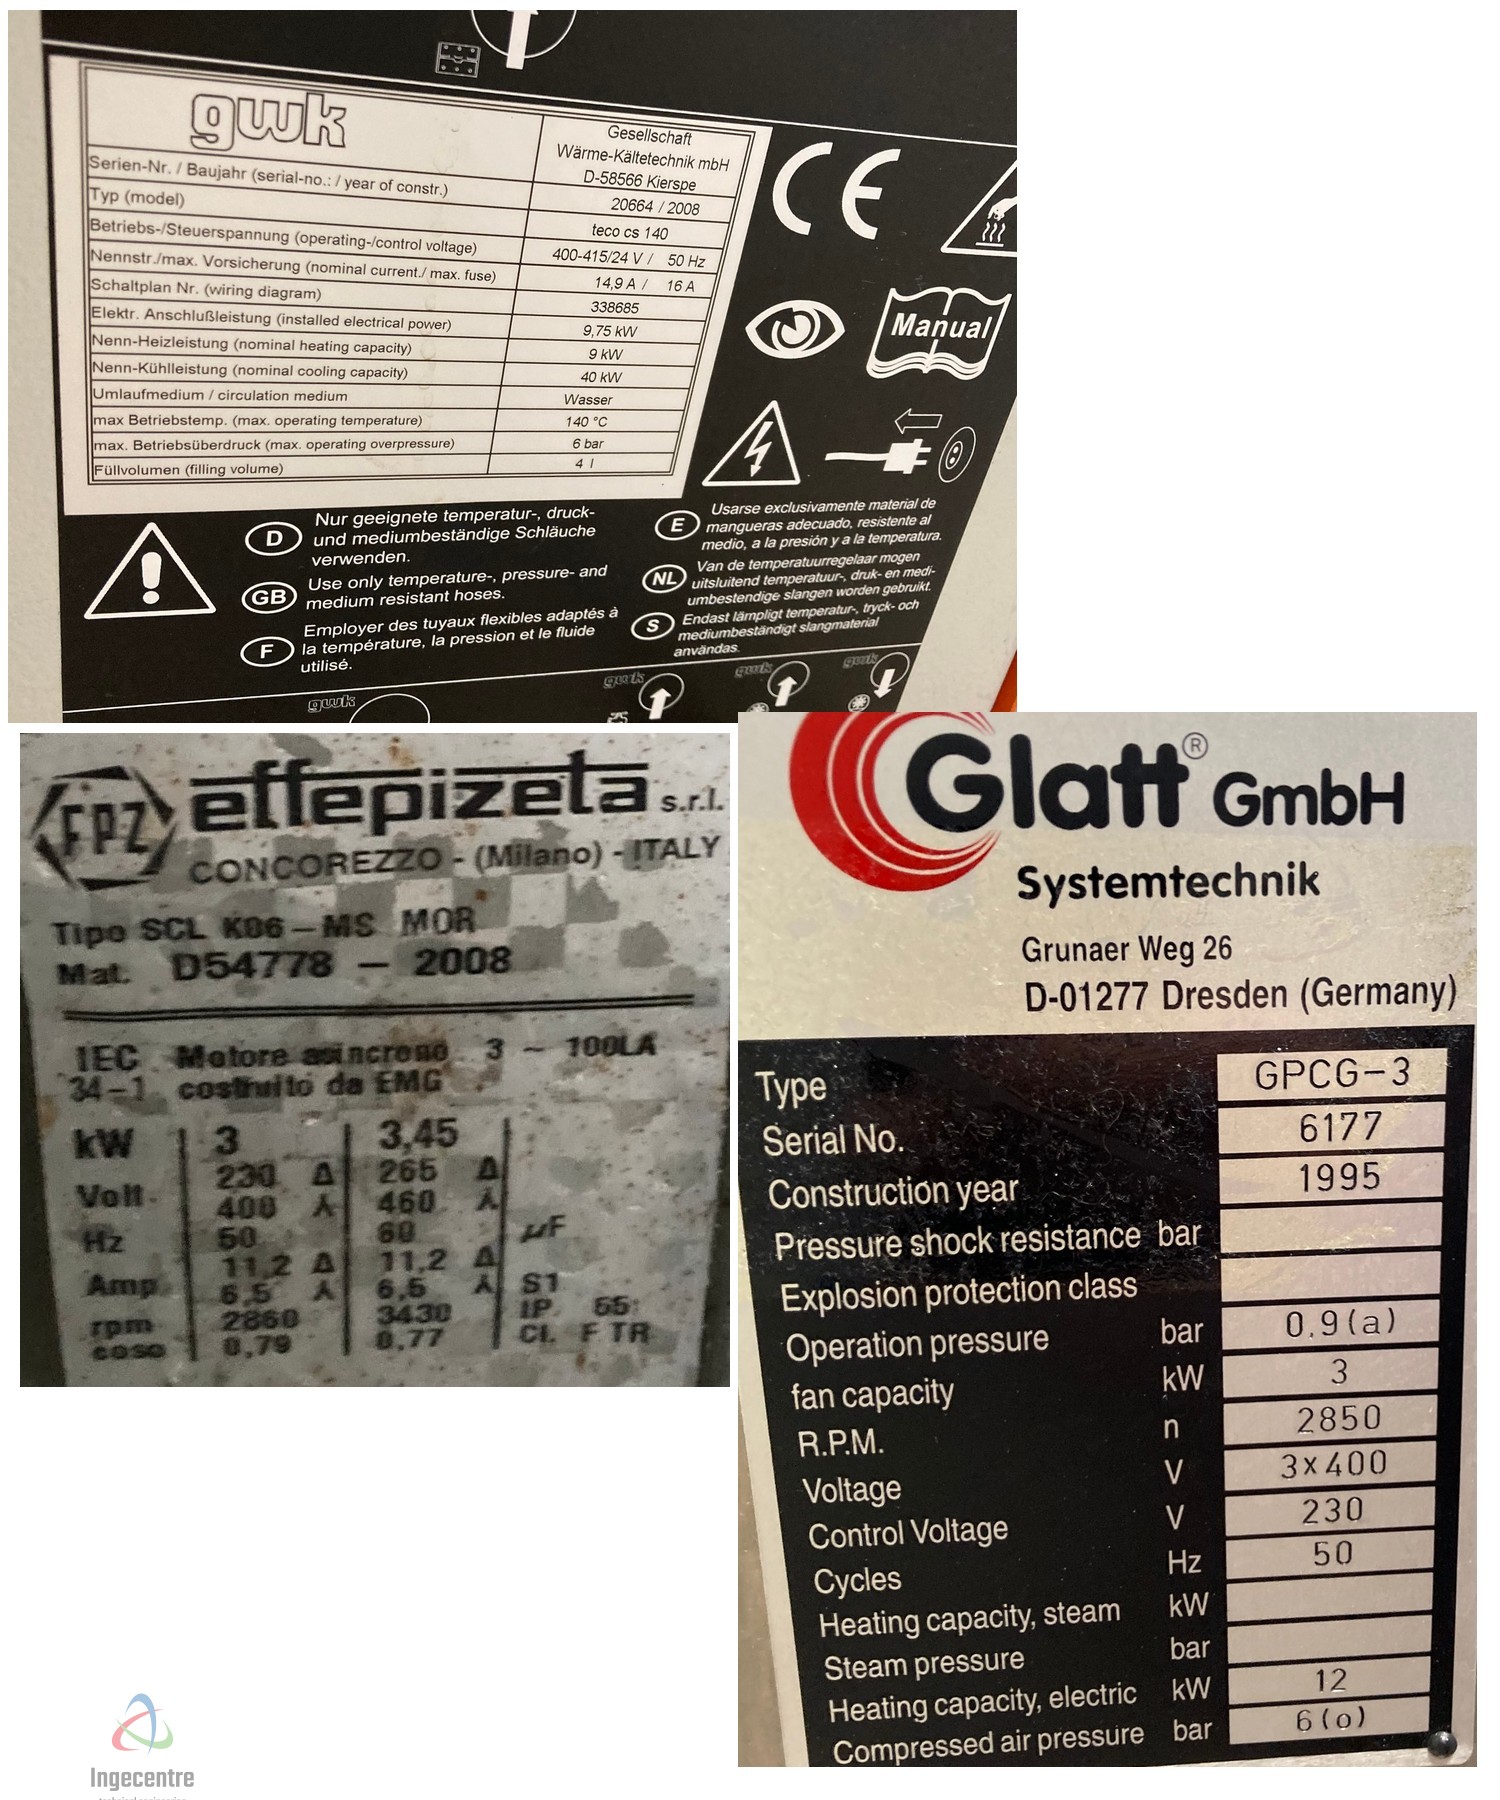 gwk
Gesellschaft
Wärme-Kältetechnik mbH
D-58566 Kierspe
Serien-Nr. / Baujahr (serial-no.: / year of constr.) 20664 / 2008
Typ (model) teco cs 140
Betriebs-/Steuerspannung (operating-/control voltage) 400-415/24 V / 50 Hz
Nennstr./max. Vorsicherung (nominal current./ max. fuse) 14,9 A / 16 A
Schaltplan Nr. (wiring diagram) 338685
Elektr. Anschlußleistung (installed electrical power) 9,75 kW
Nenn-Heizleistung (nominal heating capacity) 9 kW
Nenn-Kühlleistung (nominal cooling capacity) 40 kW
Umlaufmedium / circulation medium Wasser
max Betriebstemp. (max. operating temperature) 140 °C
max. Betriebsüberdruck (max. operating overpressure) 6 bar
Füllvolumen (filling volume) 4 l
CE
Manual
D Nur geeignete temperatur-, druck-
und mediumbeständige Schläuche
verwenden.
GB Use only temperature-, pressure- and
medium resistant hoses.
F Employer des tuyaux flexibles adaptés à
la température, la pression et le fluide
utilisé.
E Usarse exclusivamente material de
mangueras adecuado, resistente al
medio, a la presión y a la temperatura.
NL Van de temperatuurregelaar mogen
uitsluitend temperatuur-, druk- en medi-
umbestendige slangen worden gebruikt.
S Endast lämpligt temperatur-, tryck- och
mediumbeständigt slangmaterial
användas.
gwk
gwk
gwk
gwk
FPZ effepizeta s.r.l.
CONCOREZZO - (Milano) - ITALY
Tipo SCL K06-MS MOR
Mat. D54778 - 2008
IEC Motore asincrono 3 ~ 100LA
34-1 costruito da EMG
kW 3 3,45
Volt 230 Δ 265 Δ
400 人 460 人
Hz 50 60 µF
Amp 11,2 Δ 11,2 Δ
6,5 人 6,5 人 S1
rpm 2860 3430 IP. 55
coso 0,79 0,77 Cl. F TR
Glatt® GmbH
Systemtechnik
Grunaer Weg 26
D-01277 Dresden (Germany)
Type GPCG-3
Serial No. 6177
Construction year 1995
Pressure shock resistance bar
Explosion protection class
Operation pressure bar 0.9(a)
fan capacity kW 3
R.P.M. n 2850
Voltage V 3x400
Control Voltage V 230
Cycles Hz 50
Heating capacity, steam kW
Steam pressure bar
Heating capacity, electric kW 12
Compressed air pressure bar 6(o)
Ingecentre